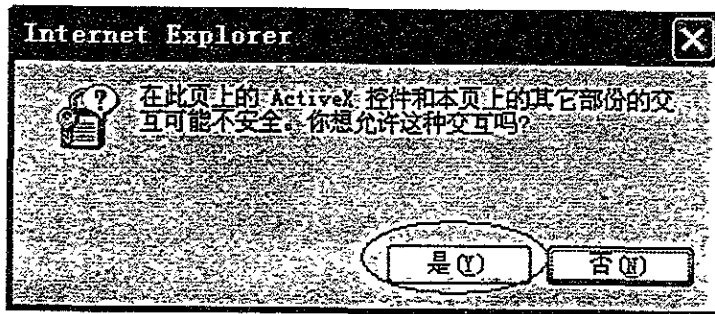 Internet Explorer
在此页上的 ActiveX 控件和本页上的其它部份的交
互可能不安全。你想允许这种交互吗?
是(Y)
否(N)